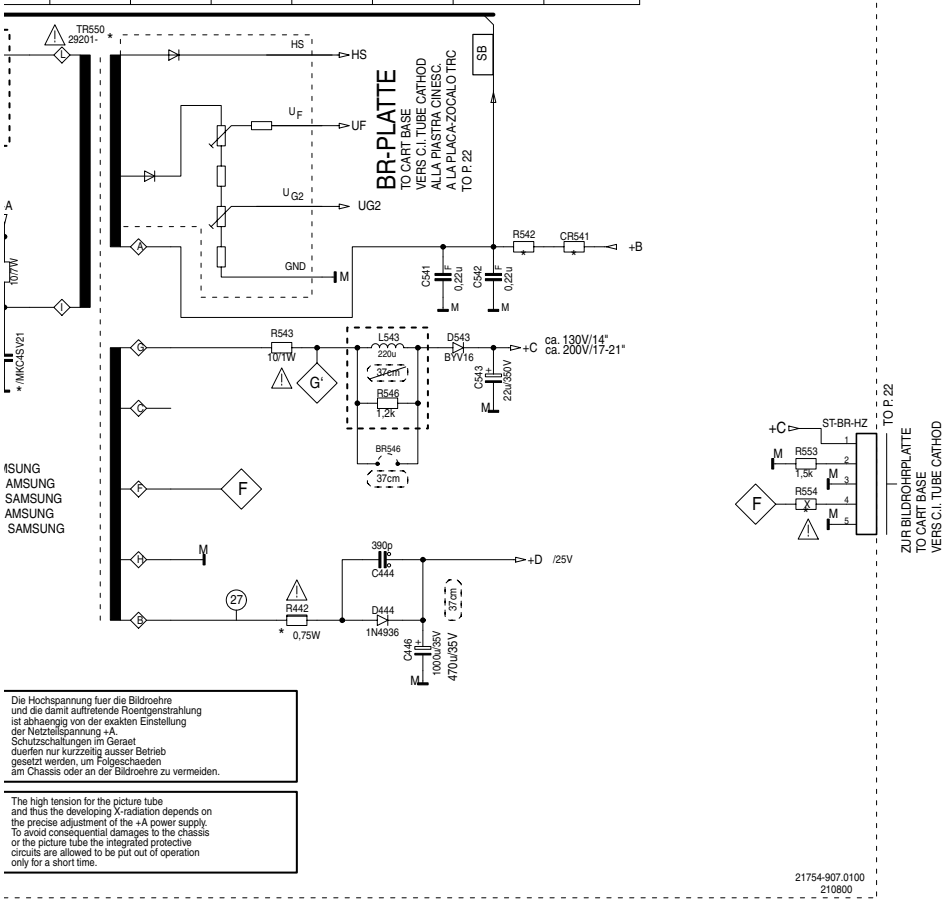 TR550
29201- *
L
HS
HS
SB
BR-PLATTE
TO CART BASE
VERS C.I. TUBE CATHOD
ALLA PIASTRA CINESC.
A LA PLACA-ZOCALO TRC
TO P. 22
U F
UF
U G2
UG2
A
A
10/7W
GND
M
R542
*
CR541
*
+B
C541
F
0,22u
M
C542
F
0,22u
M
I
*/MKC4SV21
G
R543
10/1W
G'
L543
220u
37cm
R546
1,2k
BR546
37cm
D543
BYV16
+C
ca. 130V/14"
ca. 200V/17-21"
C543
+
22u/350V
M
C
TO P. 22
+C
ST-BR-HZ
1
M
R553
1,5k
2
M
3
F
R554
X
*
4
M
5
ZUR BILDROHRPLATTE
TO CART BASE
VERS C.I. TUBE CATHOD
MSUNG
AMSUNG
SAMSUNG
AMSUNG
SAMSUNG
F
F
H
M
390p
C444
+D /25V
B
27
R442
* 0,75W
D444
1N4936
37cm
C446
+
1000u/35V
470u/35V
M
Die Hochspannung fuer die Bildroehre
und die damit auftretende Roentgenstrahlung
ist abhaengig von der exakten Einstellung
der Netzteilspannung +A.
Schutzschaltungen im Geraet
duerfen nur kurzzeitig ausser Betrieb
gesetzt werden, um Folgeschaeden
am Chassis oder an der Bildroehre zu vermeiden.
The high tension for the picture tube
and thus the developing X-radiation depends on
the precise adjustment of the +A power supply.
To avoid consequential damages to the chassis
or the picture tube the integrated protective
circuits are allowed to be put out of operation
only for a short time.
21754-907.0100
210800